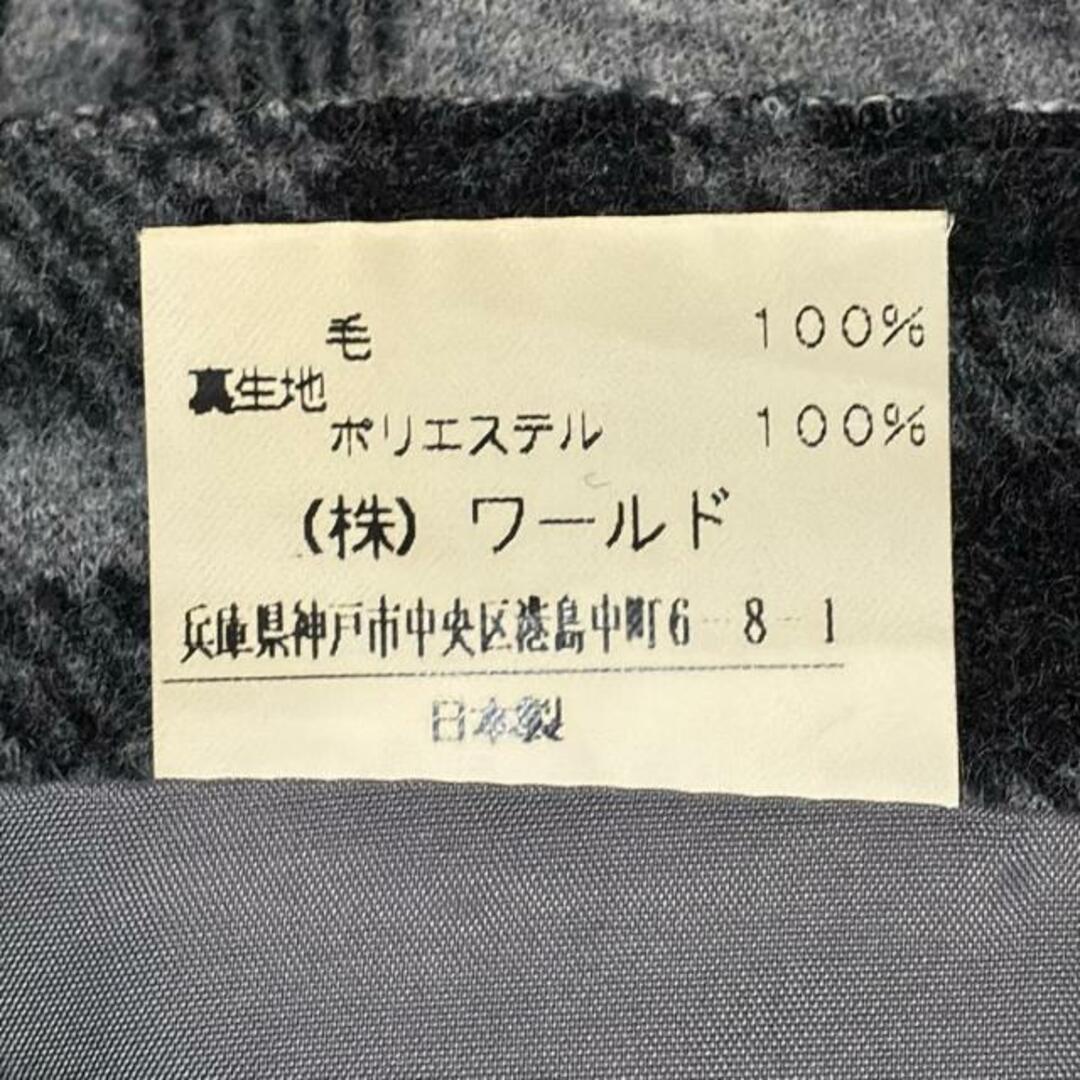 毛 100%
裏生地
ポリエステル 100%
(株) ワールド
兵庫県神戸市中央区港島中町6-8-1
日本製